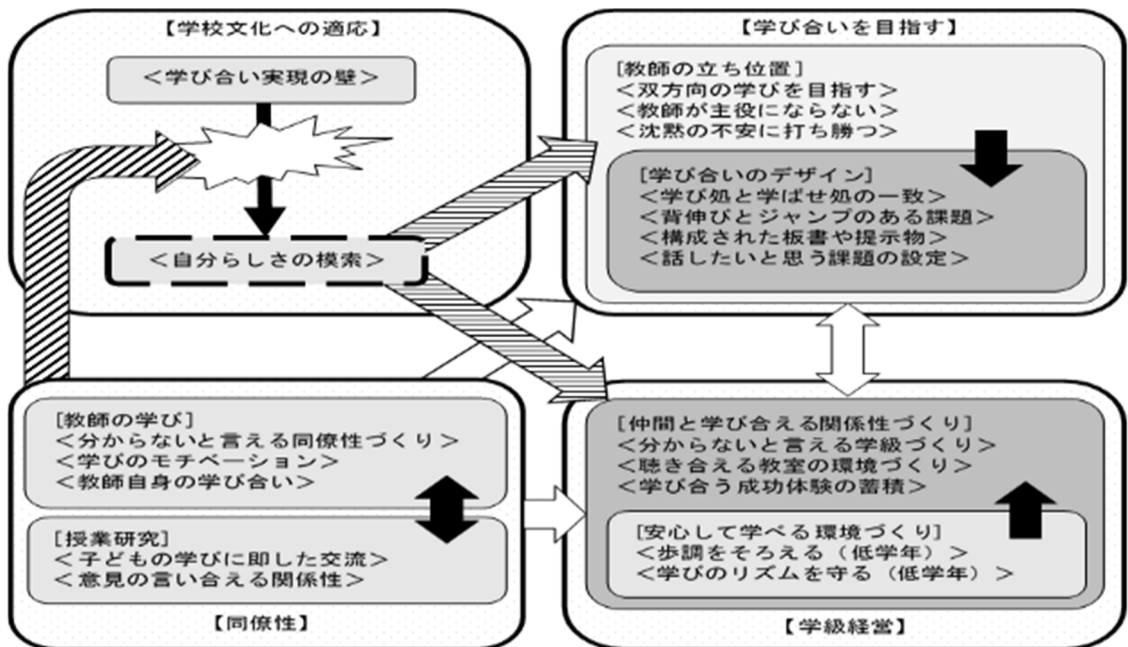 【学校文化への適応】
＜学び合い実現の壁＞
＜自分らしさの模索＞
【学び合いを目指す】
[教師の立ち位置]
＜双方向の学びを目指す＞
＜教師が主役にならない＞
＜沈黙の不安に打ち勝つ＞
[学び合いのデザイン]
＜学び処と学ばせ処の一致＞
＜背伸びとジャンプのある課題＞
＜構成された板書や提示物＞
＜話したいと思う課題の設定＞
[教師の学び]
＜分からないと言える同僚性づくり＞
＜学びのモチベーション＞
＜教師自身の学び合い＞
[授業研究]
＜子どもの学びに即した交流＞
＜意見の言い合える関係性＞
【同僚性】
[仲間と学び合える関係性づくり]
＜分からないと言える学級づくり＞
＜聴き合える教室の環境づくり＞
＜学び合う成功体験の蓄積＞
[安心して学べる環境づくり]
＜歩調をそろえる（低学年）＞
＜学びのリズムを守る（低学年）＞
【学級経営】